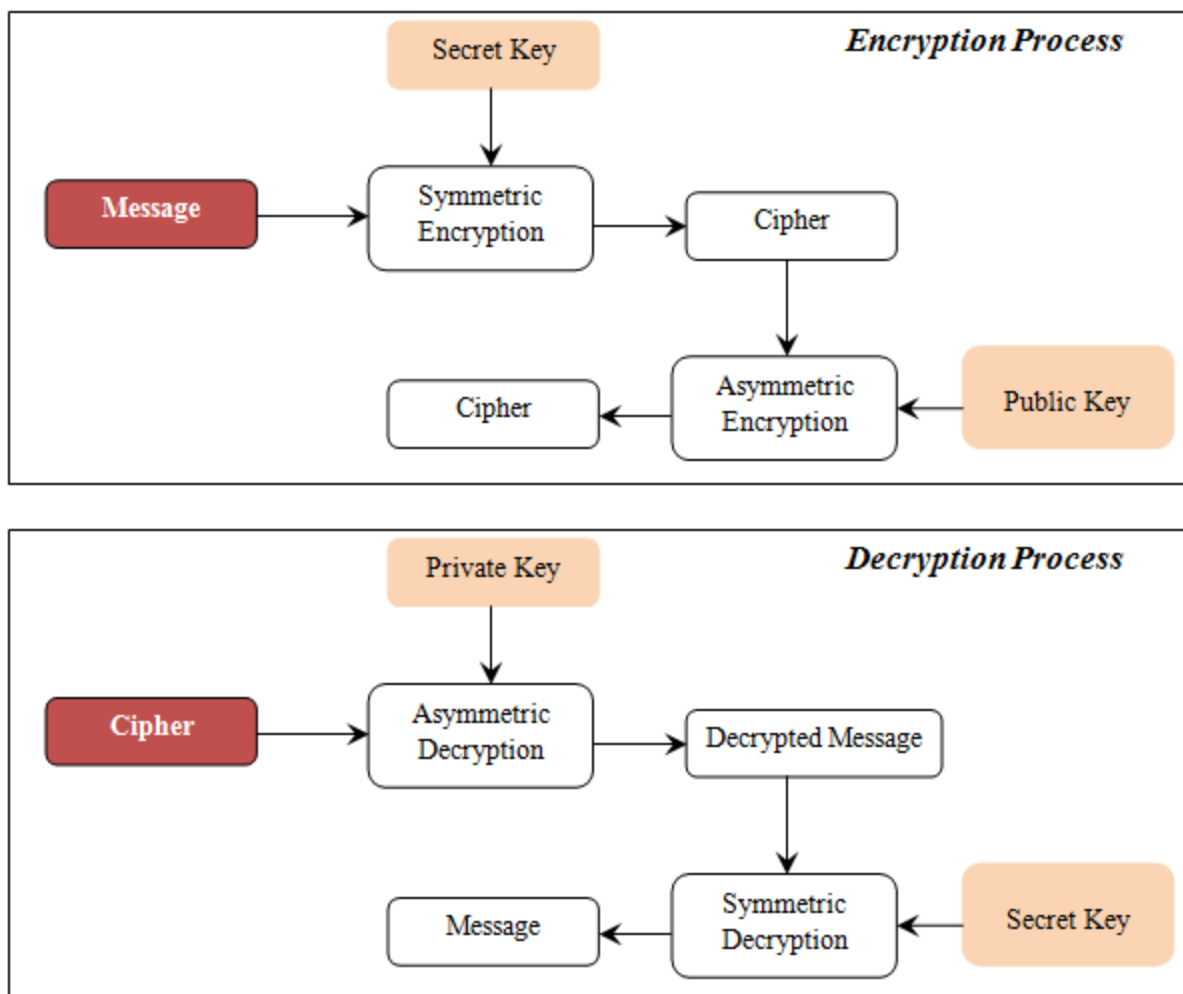 Encryption Process
Secret Key
Message
Symmetric
Encryption
Cipher
Cipher
Asymmetric
Encryption
Public Key
Decryption Process
Private Key
Cipher
Asymmetric
Decryption
Decrypted Message
Message
Symmetric
Decryption
Secret Key